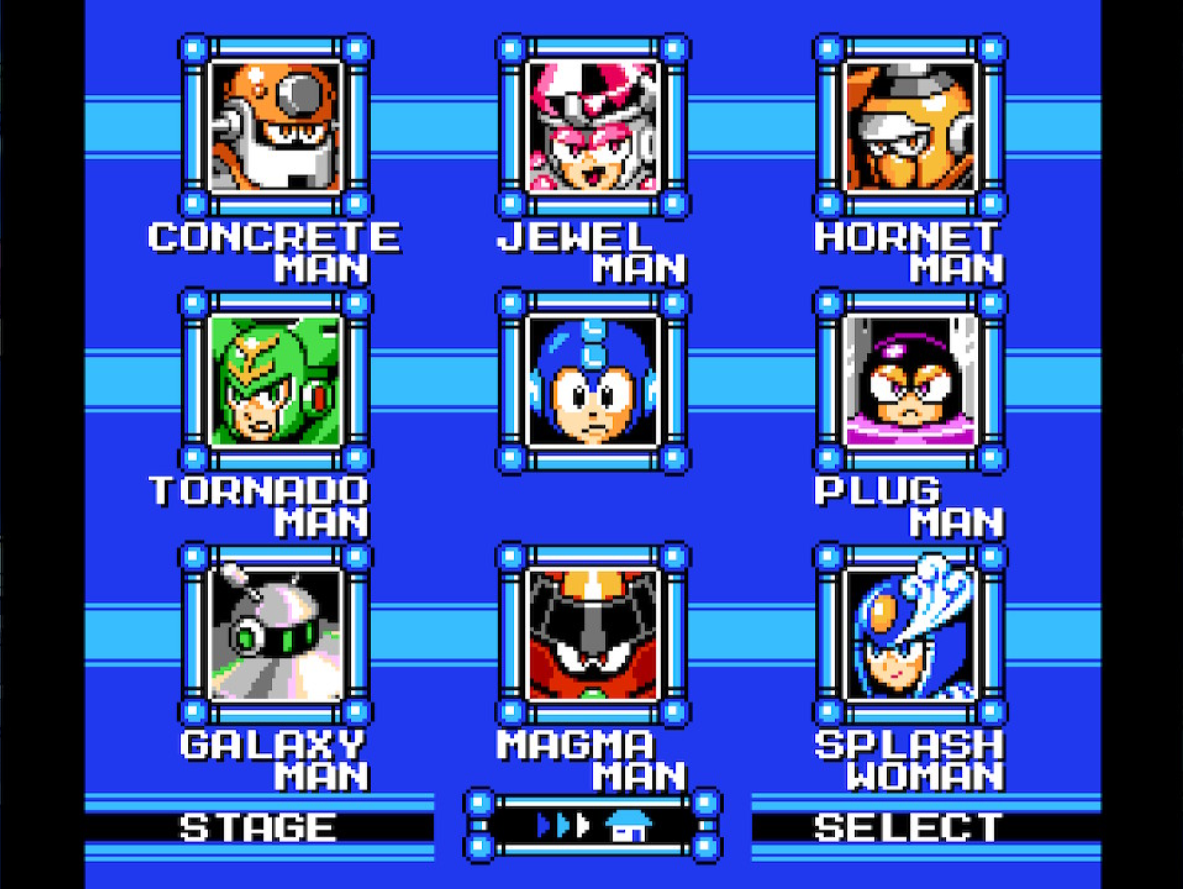 CONCRETE
MAN
JEWEL
MAN
HORNET
MAN
TORNADO
MAN
PLUG
MAN
GALAXY
MAN
MAGMA
MAN
SPLASH
WOMAN
STAGE
SELECT